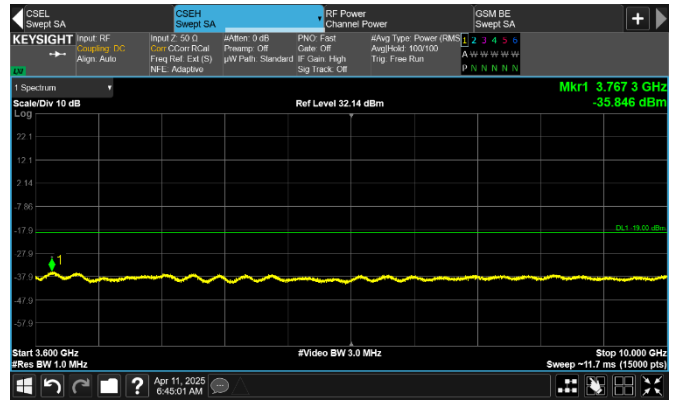 CSEL
Swept SA
CSEH
Swept SA
RF Power
Channel Power
GSM BE
Swept SA
+
KEYSIGHT
Input: RF
Coupling: DC
Align: Auto
LXI
Input Z: 50 Ω
Corr CCorr RCal
Freq Ref: Ext (S)
NFE: Adaptive
#Atten: 0 dB
Preamp: Off
µW Path: Standard
PNO: Fast
Gate: Off
IF Gain: High
Sig Track: Off
#Avg Type: Power (RMS
Avg|Hold: 100/100
Trig: Free Run
1 2 3 4 5 6
A W W W W W
P N N N N N
1 Spectrum
Mkr1 3.767 3 GHz
-35.846 dBm
Scale/Div 10 dB
Ref Level 32.14 dBm
Log
22.1
12.1
2.14
-7.86
-17.9
DL1 -19.00 dBm
-27.9
1
-37.9
-47.9
-57.9
Start 3.600 GHz
#Video BW 3.0 MHz
Stop 10.000 GHz
#Res BW 1.0 MHz
Sweep ~11.7 ms (15000 pts)
?
Apr 11, 2025
6:45:01 AM